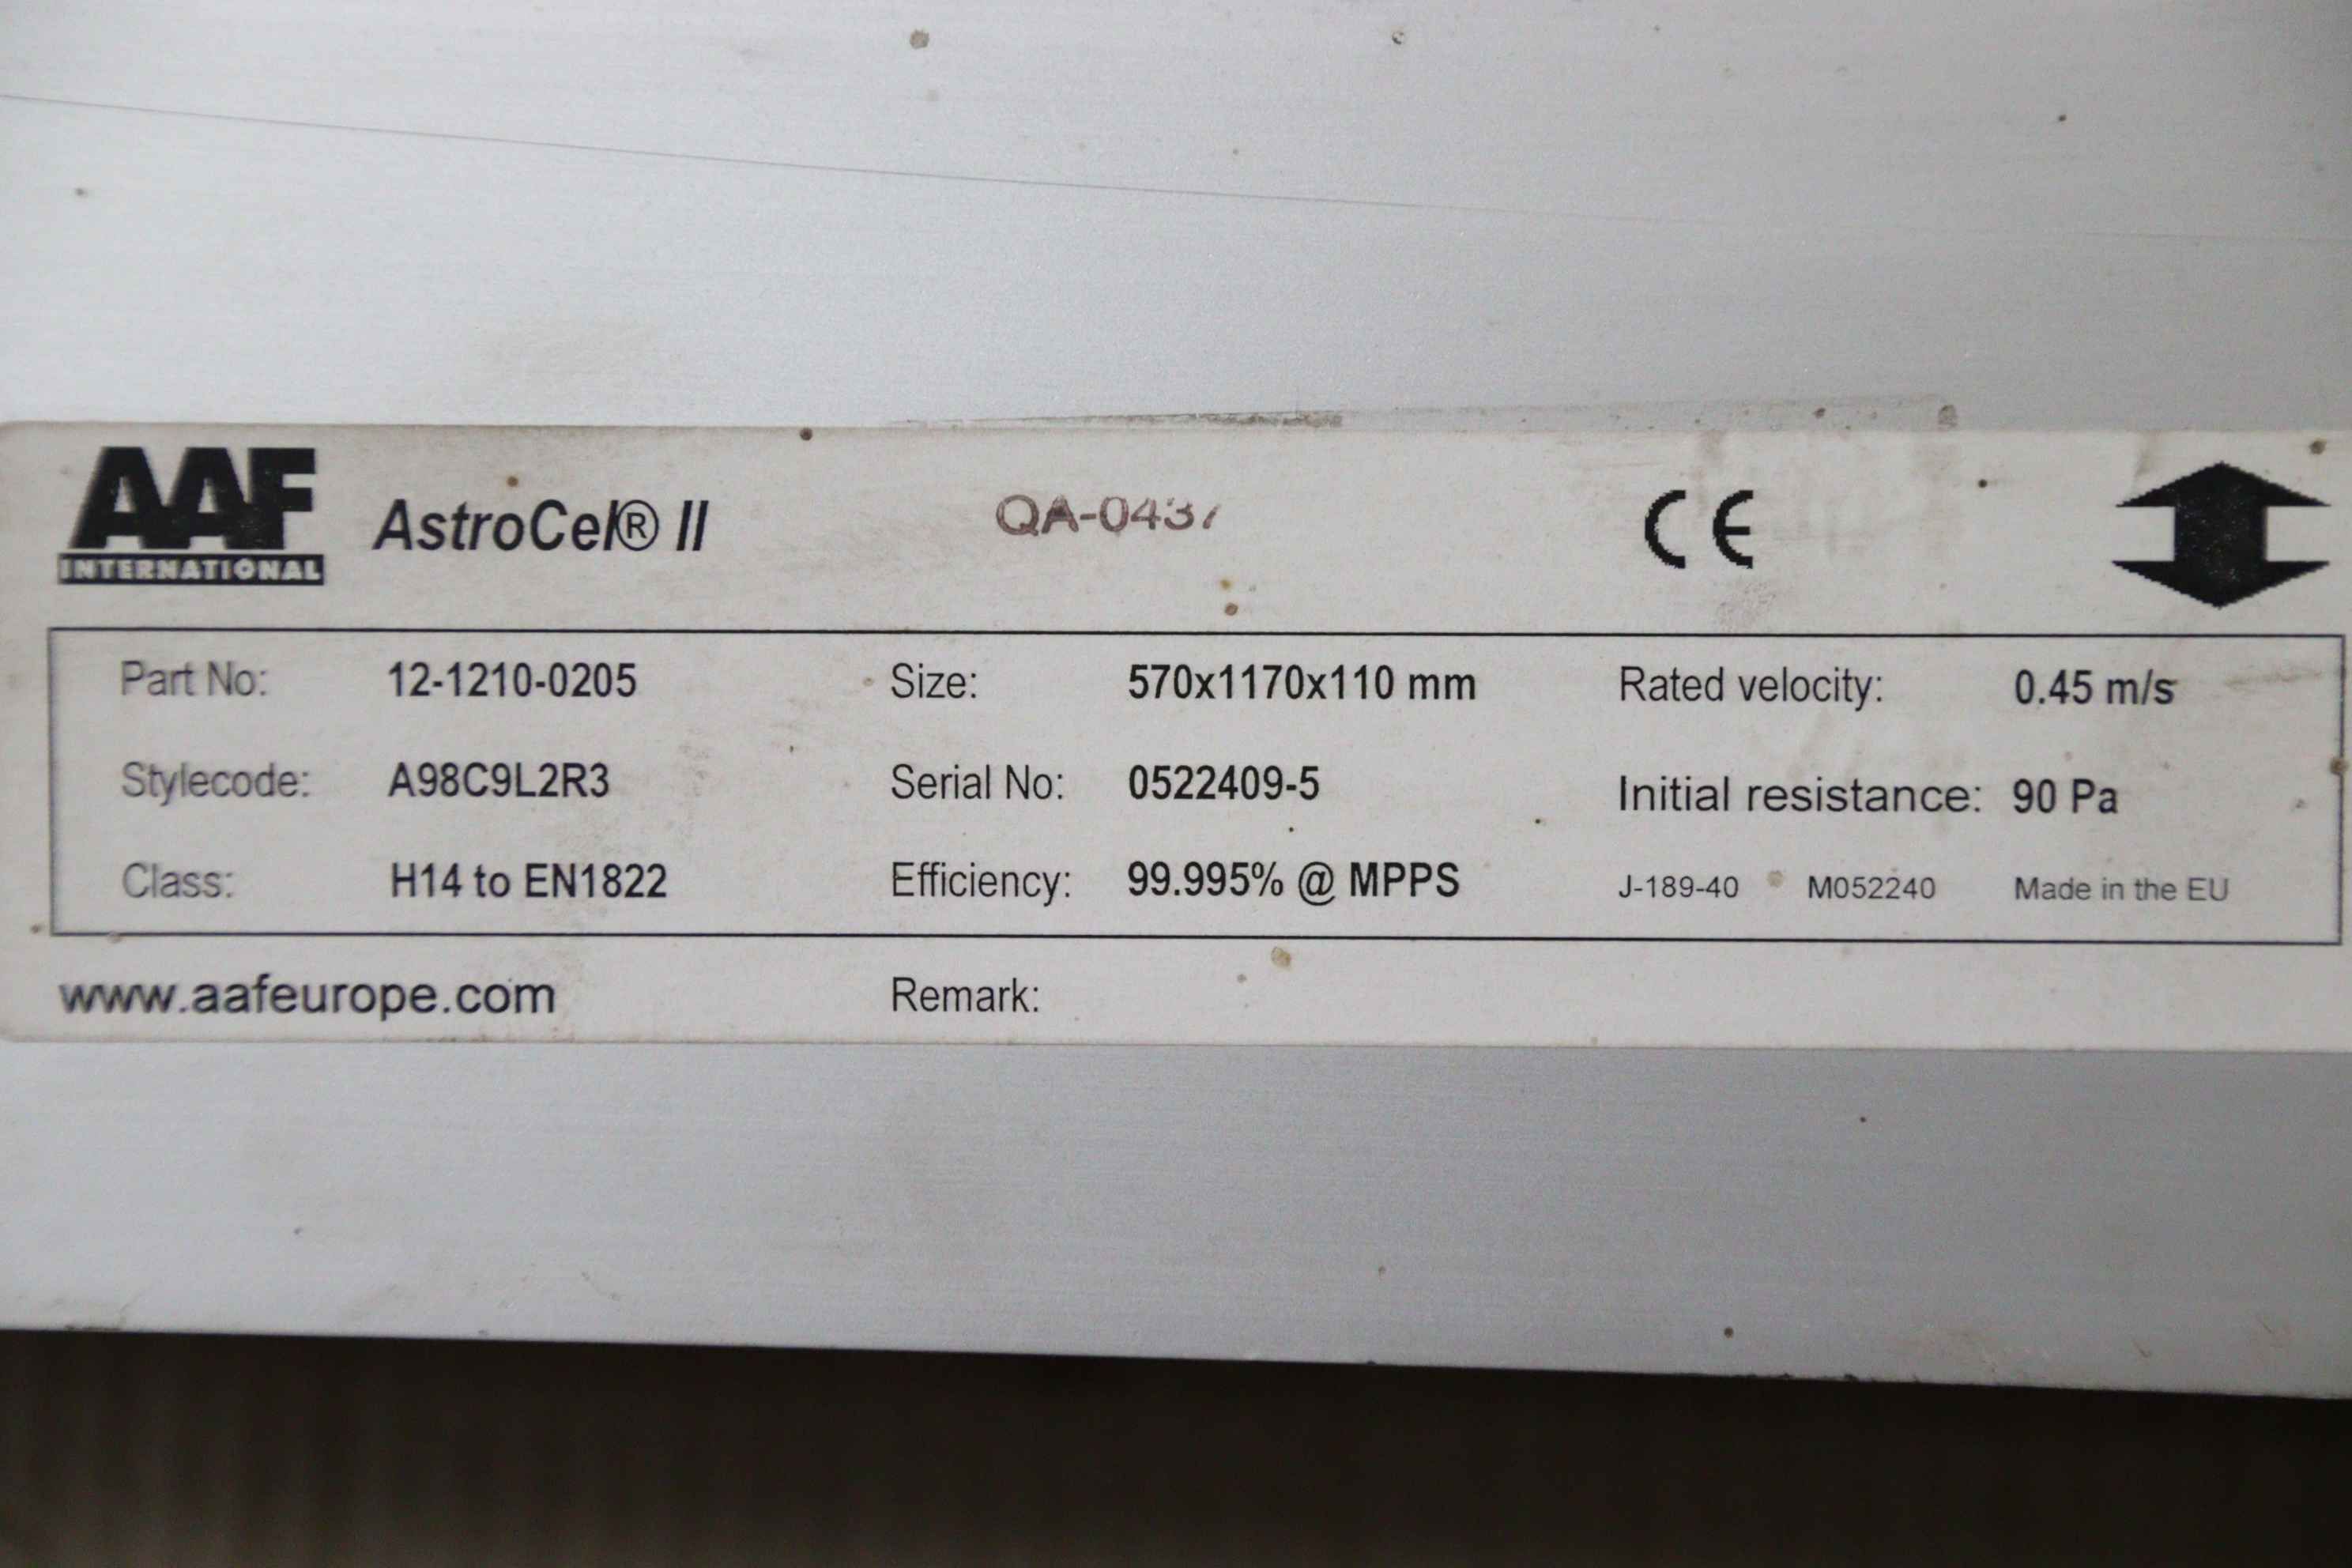 AAF
INTERNATIONAL
AstroCel® II
QA-0437
CE
Part No: 12-1210-0205 Size: 570x1170x110 mm Rated velocity: 0.45 m/s
Stylecode: A98C9L2R3 Serial No: 0522409-5 Initial resistance: 90 Pa
Class: H14 to EN1822 Efficiency: 99.995% @ MPPS J-189-40 M052240 Made in the EU
www.aafeurope.com Remark: